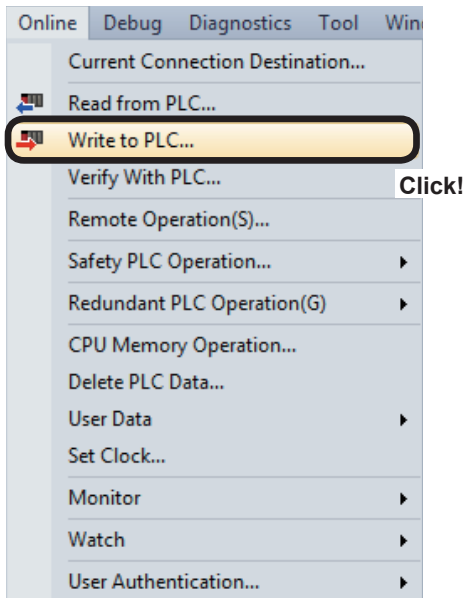 Online Debug Diagnostics Tool
Current Connection Destination...
Read from PLC...
Write to PLC...
Click!
Verify With PLC...
Remote Operation(S)...
Safety PLC Operation...
Redundant PLC Operation(G)
CPU Memory Operation...
Delete PLC Data...
User Data
Set Clock...
Monitor
Watch
User Authentication...